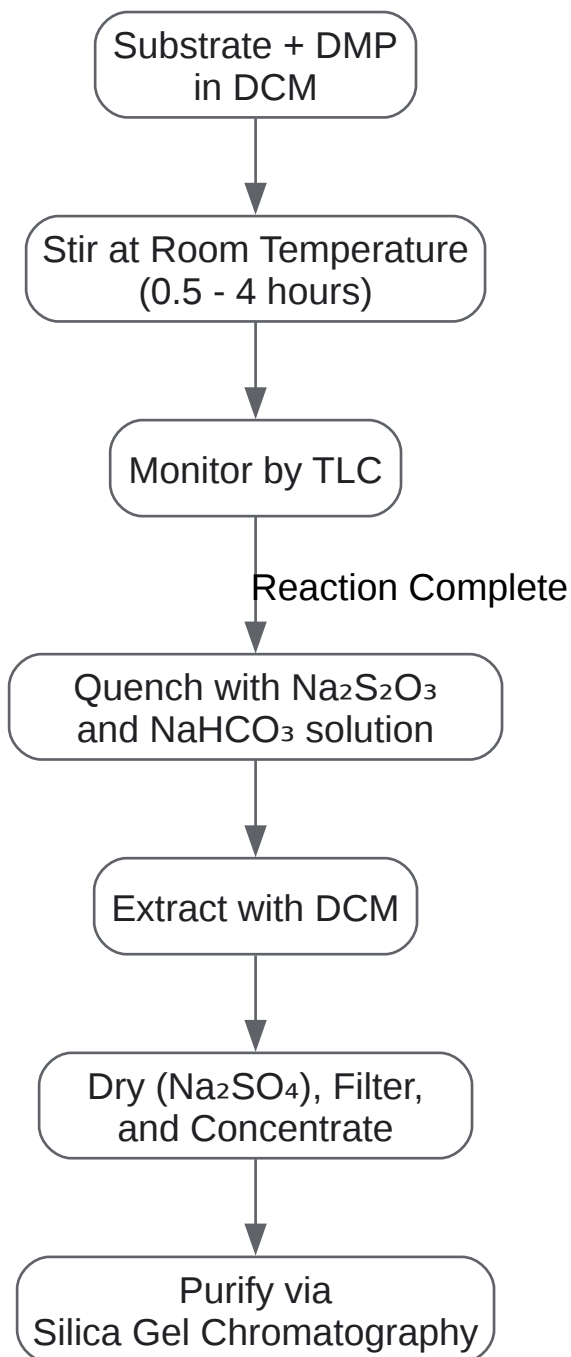 Substrate + DMP
in DCM
Stir at Room Temperature
(0.5 - 4 hours)
Monitor by TLC
Reaction Complete
Quench with Na₂S₂O₃
and NaHCO₃ solution
Extract with DCM
Dry (Na₂SO₄), Filter,
and Concentrate
Purify via
Silica Gel Chromatography